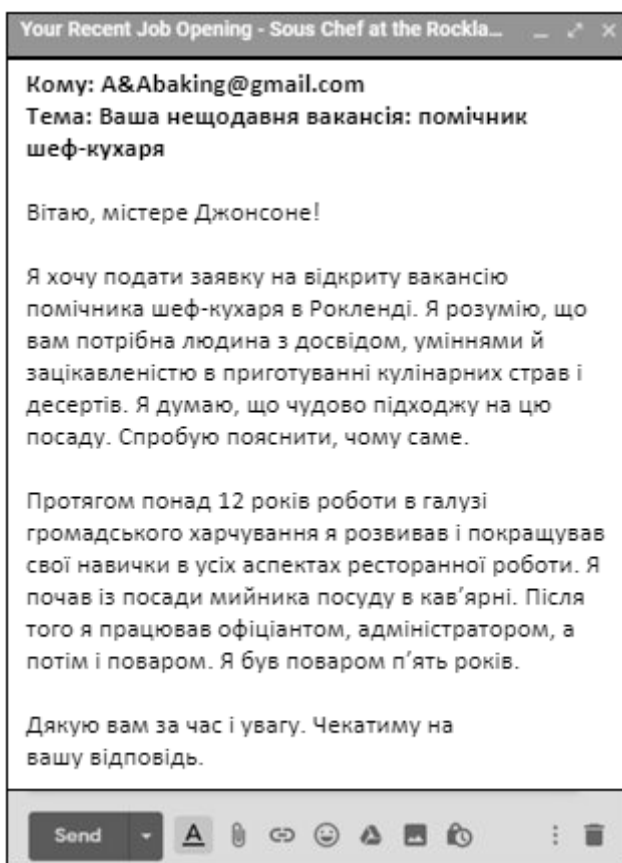 Your Recent Job Opening - Sous Chef at the Rockla...
Кому: A&Abaking@gmail.com
Тема: Ваша нещодавня вакансія: помічник
шеф-кухаря
Вітаю, містере Джонсоне!
Я хочу подати заявку на відкриту вакансію
помічника шеф-кухаря в Рокленді. Я розумію, що
вам потрібна людина з досвідом, уміннями й
зацікавленістю в приготуванні кулінарних страв і
десертів. Я думаю, що чудово підходжу на цю
посаду. Спробую пояснити, чому саме.
Протягом понад 12 років роботи в галузі
громадського харчування я розвивав і покращував
свої навички в усіх аспектах ресторанної роботи. Я
почав із посади мийника посуду в кав’ярні. Після
того я працював офіціантом, адміністратором, а
потім і поваром. Я був поваром п’ять років.
Дякую вам за час і увагу. Чекатиму на
вашу відповідь.
Send